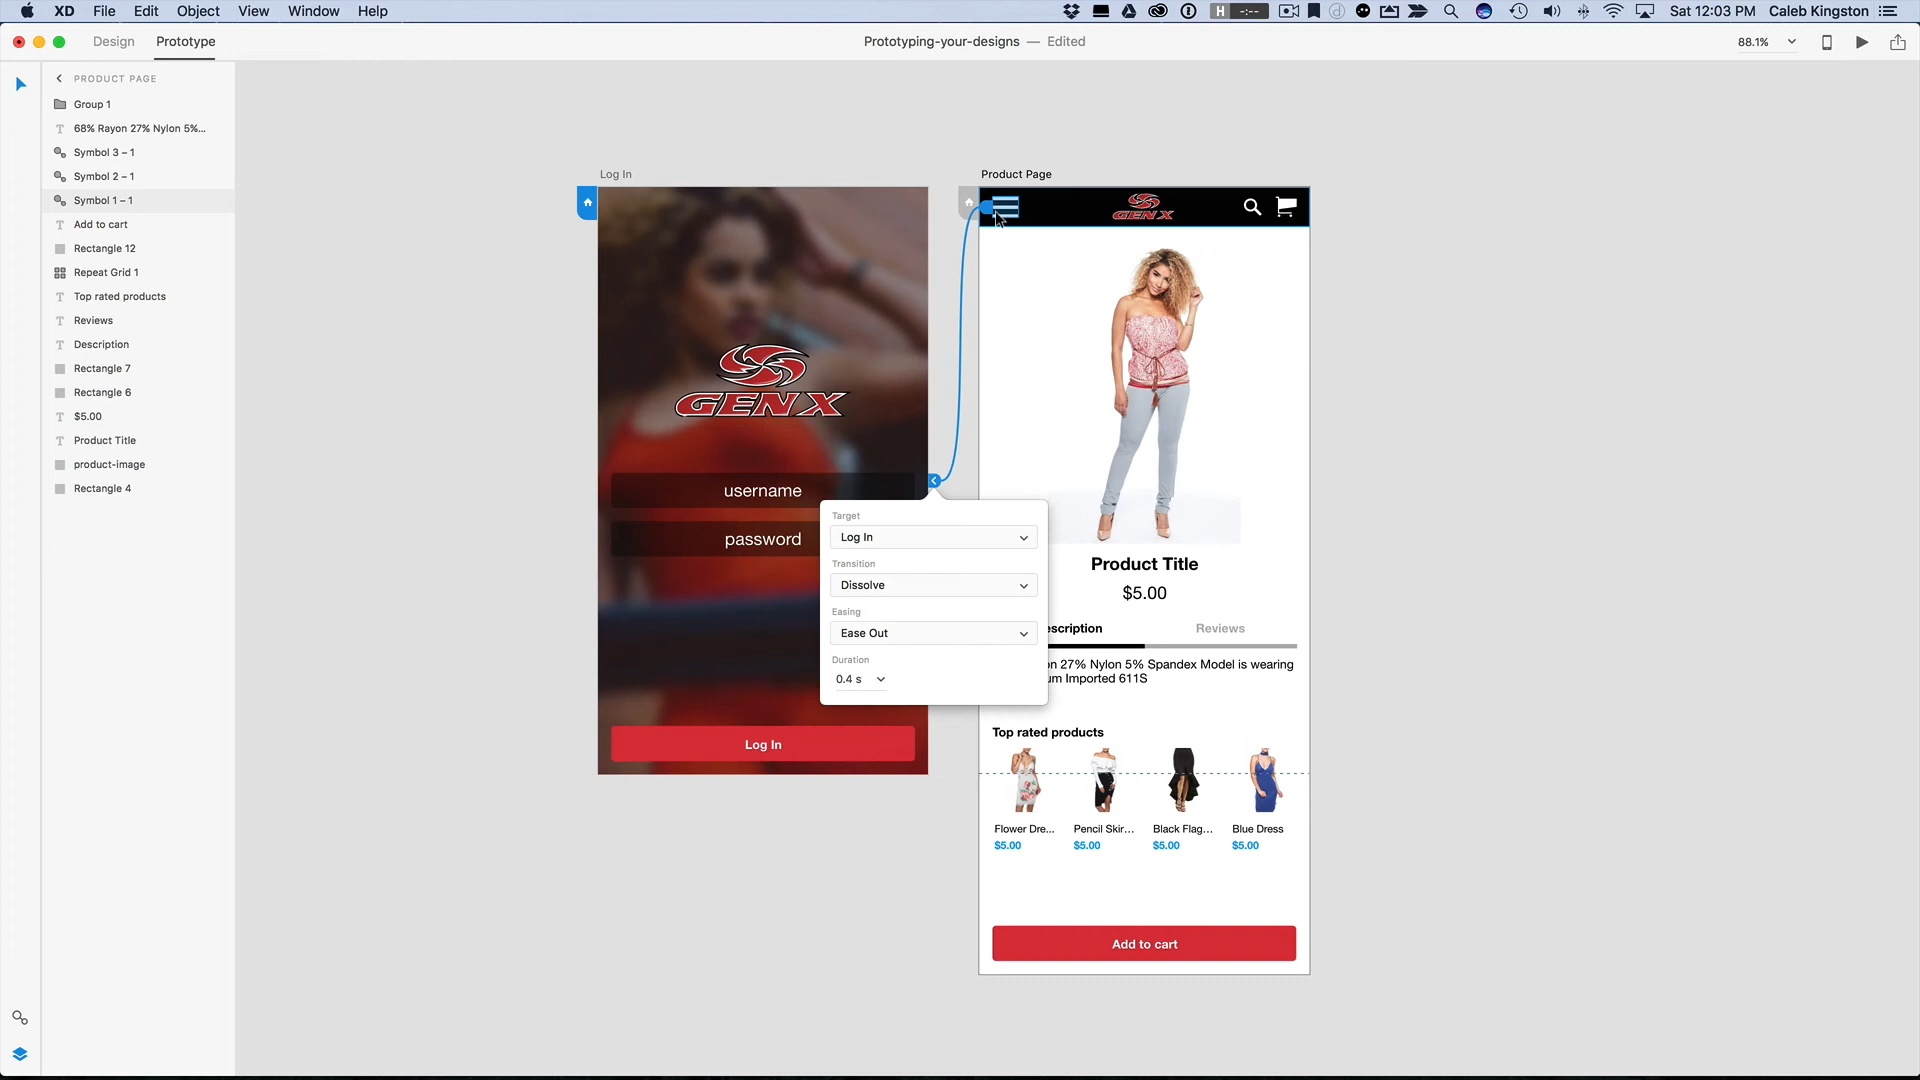 XD File Edit Object View Window Help
H -:--
Sat 12:03 PM Caleb Kingston
Design Prototype
Prototyping-your-designs — Edited
88.1%
PRODUCT PAGE
Group 1
68% Rayon 27% Nylon 5%...
Symbol 3 – 1
Symbol 2 – 1
Symbol 1 – 1
Add to cart
Rectangle 12
Repeat Grid 1
Top rated products
Reviews
Description
Rectangle 7
Rectangle 6
$5.00
Product Title
product-image
Rectangle 4
Log In
GEN X
username
password
Log In
Target
Log In
Transition
Dissolve
Easing
Ease Out
Duration
0.4 s
Product Page
GEN X
Product Title
$5.00
escription Reviews
on 27% Nylon 5% Spandex Model is wearing
um Imported 611S
Top rated products
Flower Dre... Pencil Skir... Black Flag... Blue Dress
$5.00 $5.00 $5.00 $5.00
Add to cart